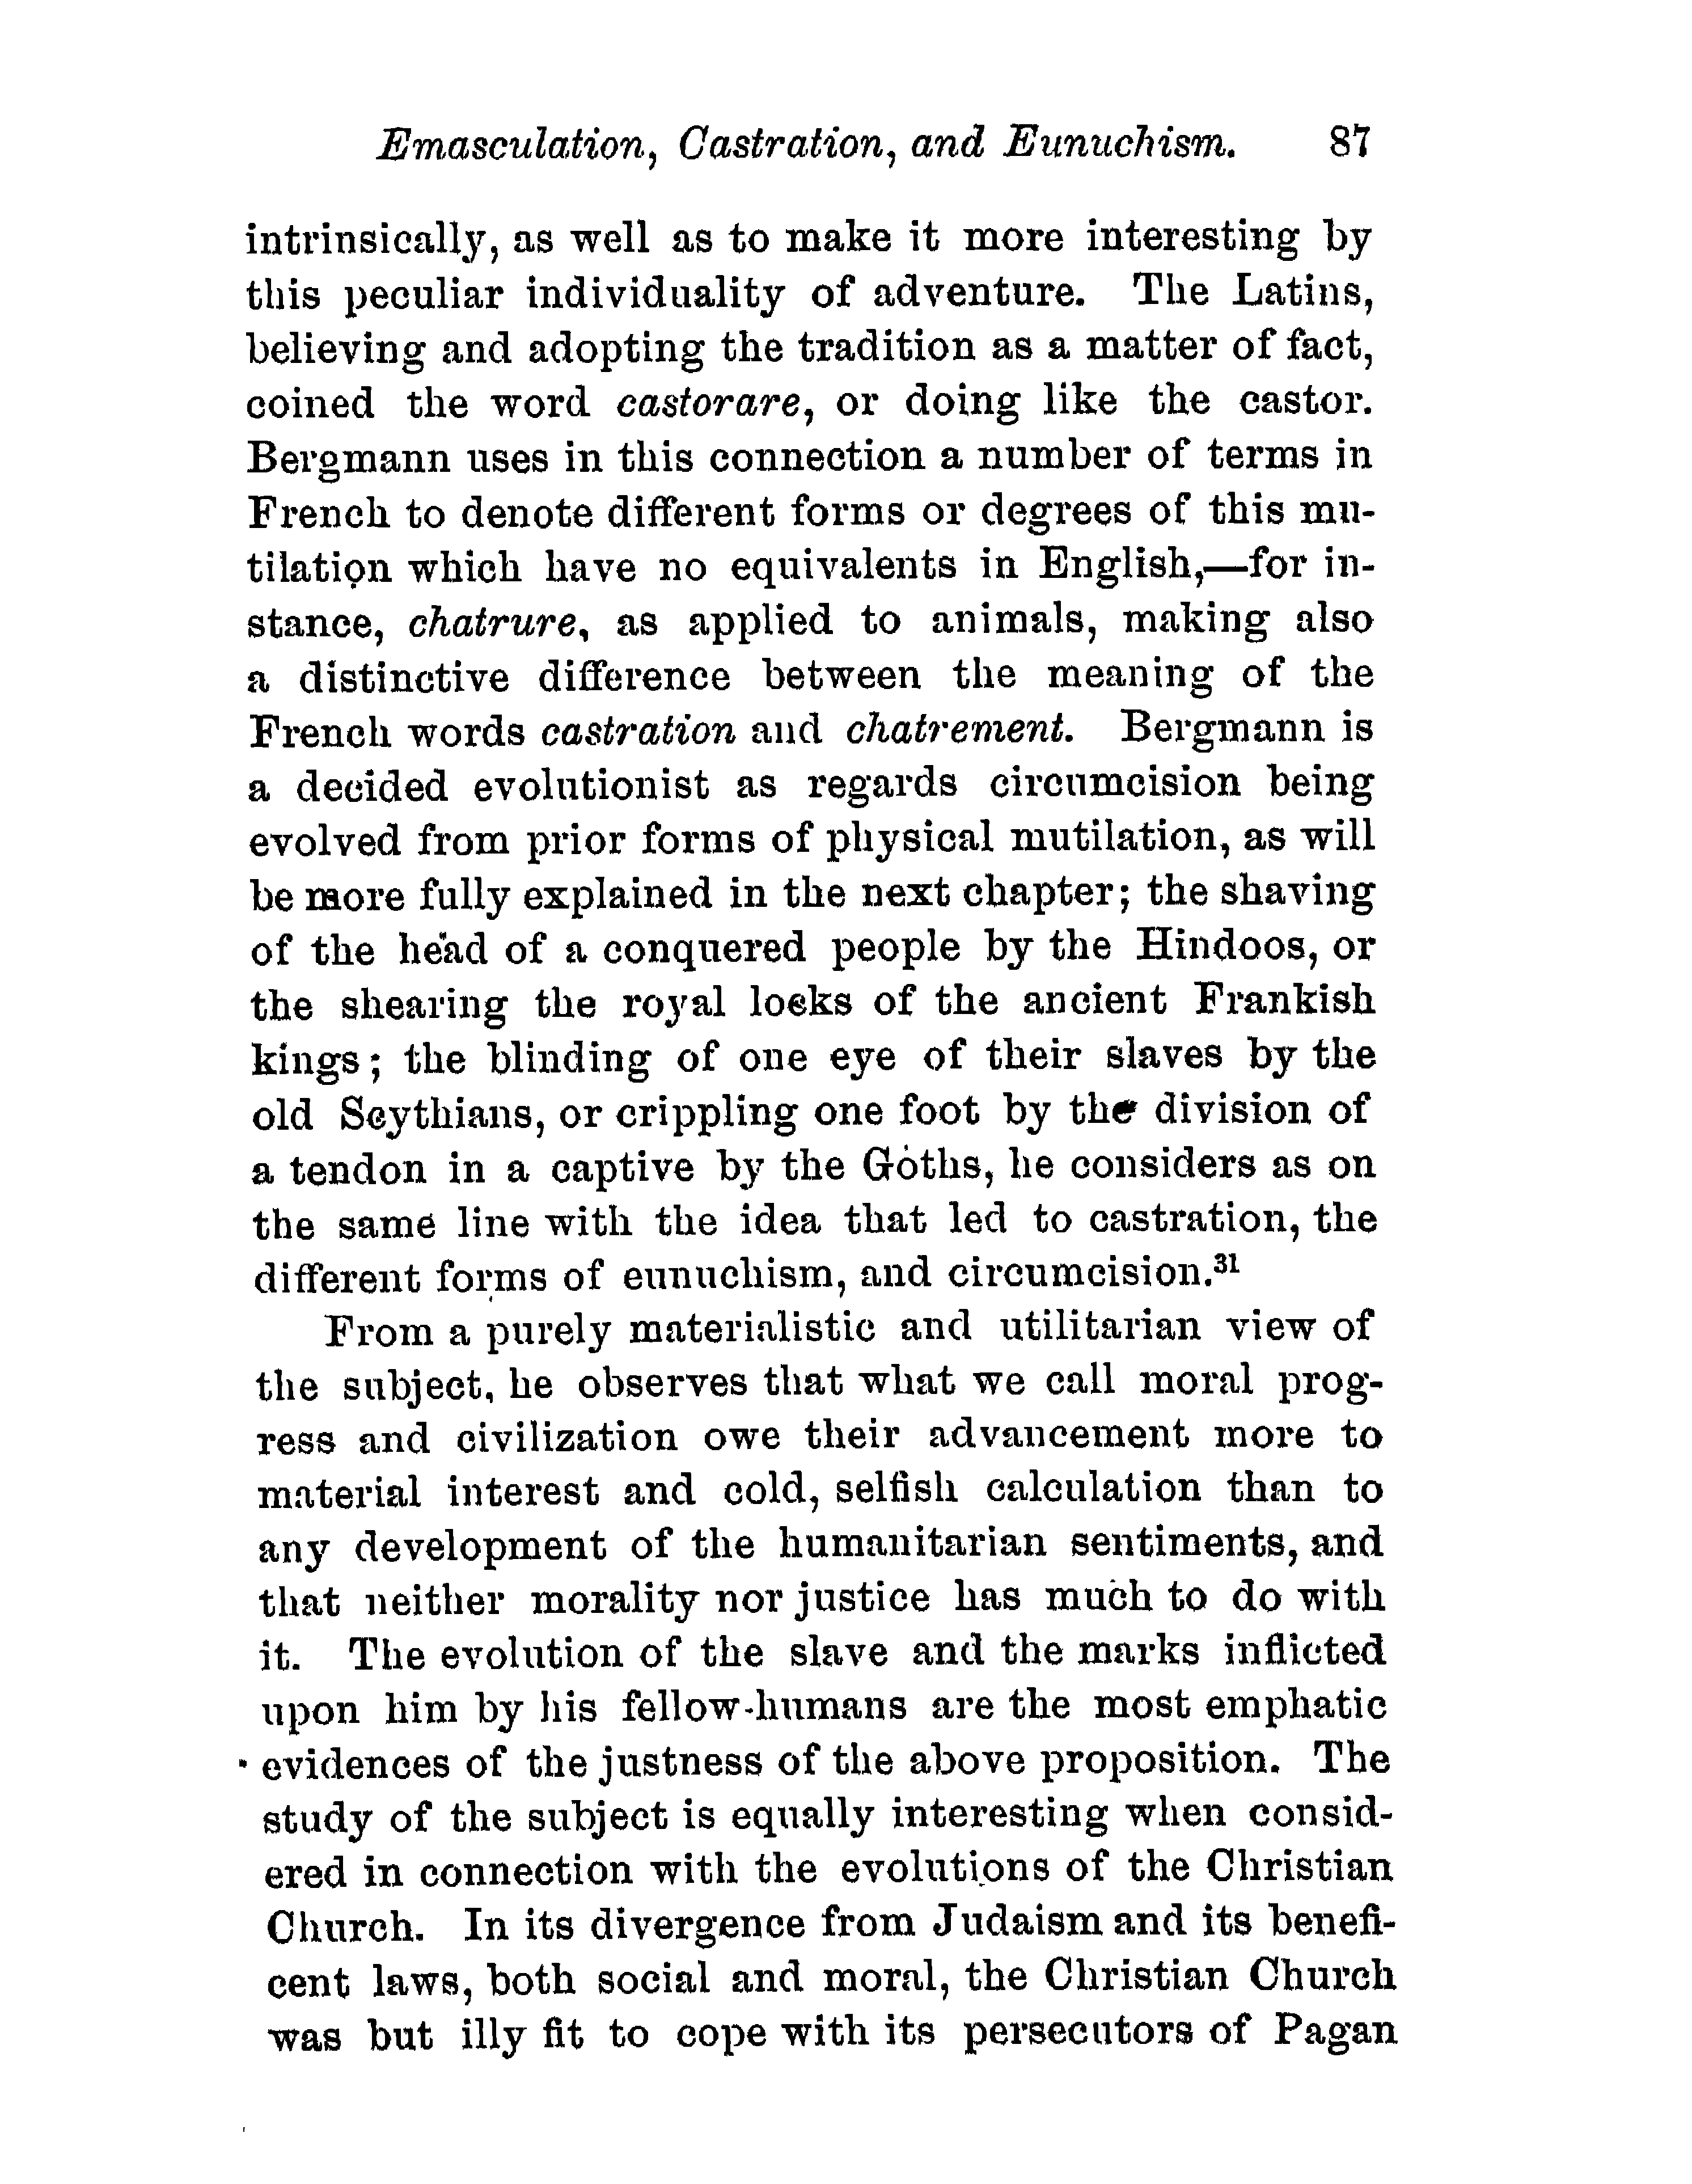 Emasculation, Castration, and Eunuchism. 87
intrinsically, as well as to make it more interesting by
this peculiar individuality of adventure. The Latins,
believing and adopting the tradition as a matter of fact,
coined the word castorare, or doing like the castor.
Bergmann uses in this connection a number of terms in
French to denote different forms or degrees of this mu-
tilation which have no equivalents in English,—for in-
stance, chatrure, as applied to animals, making also
a distinctive difference between the meaning of the
French words castration and chatrement. Bergmann is
a decided evolutionist as regards circumcision being
evolved from prior forms of physical mutilation, as will
be more fully explained in the next chapter; the shaving
of the head of a conquered people by the Hindoos, or
the shearing the royal locks of the ancient Frankish
kings; the blinding of one eye of their slaves by the
old Scythians, or crippling one foot by the division of
a tendon in a captive by the Goths, he considers as on
the same line with the idea that led to castration, the
different forms of eunuchism, and circumcision.³¹
From a purely materialistic and utilitarian view of
the subject, he observes that what we call moral prog-
ress and civilization owe their advancement more to
material interest and cold, selfish calculation than to
any development of the humanitarian sentiments, and
that neither morality nor justice has much to do with
it. The evolution of the slave and the marks inflicted
upon him by his fellow-humans are the most emphatic
evidences of the justness of the above proposition. The
study of the subject is equally interesting when consid-
ered in connection with the evolutions of the Christian
Church. In its divergence from Judaism and its benefi-
cent laws, both social and moral, the Christian Church
was but illy fit to cope with its persecutors of Pagan